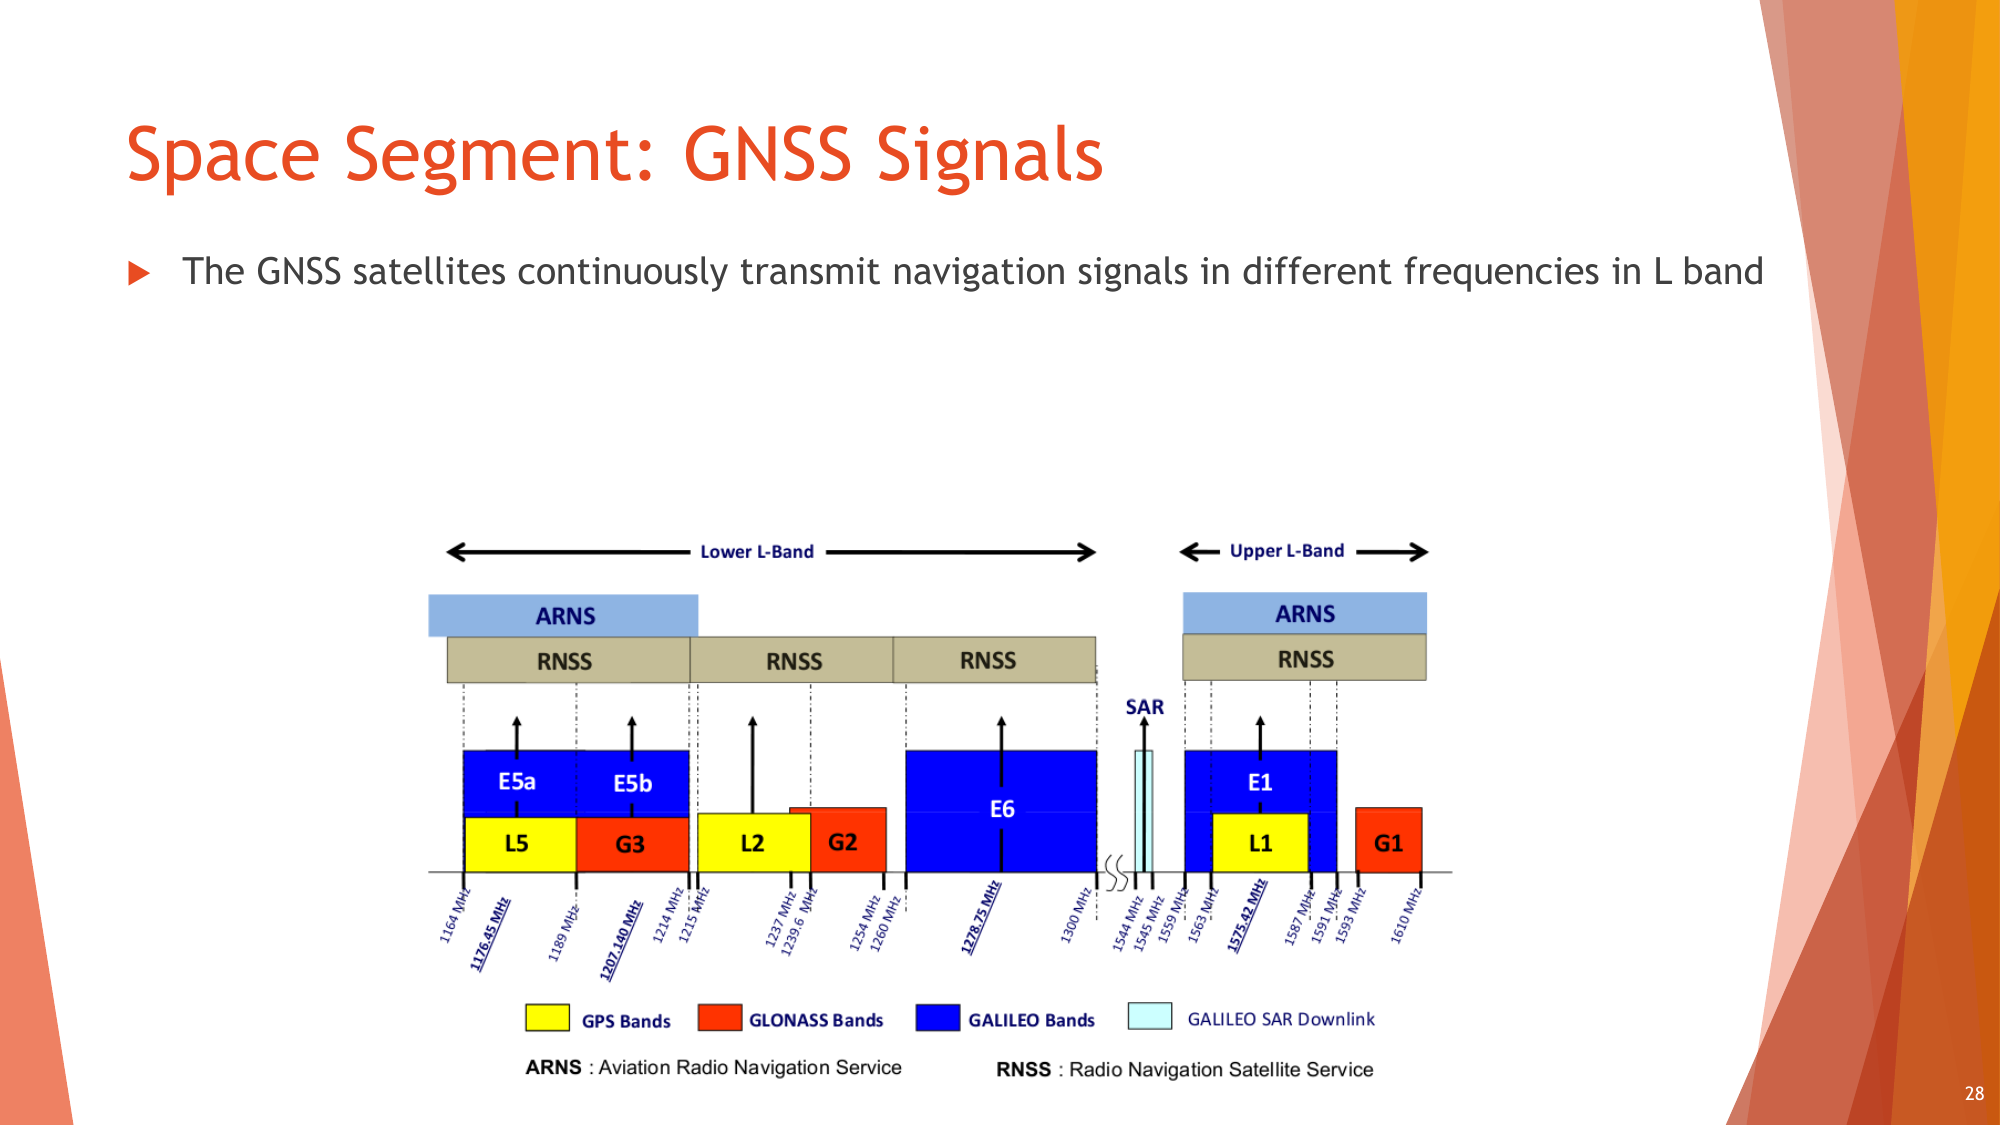 Space Segment: GNSS Signals
The GNSS satellites continuously transmit navigation signals in different frequencies in L band
Lower L-Band
Upper L-Band
ARNS
ARNS
RNSS
RNSS
RNSS
RNSS
SAR
E5a
E5b
E6
E1
L5
G3
L2
G2
L1
G1
1164 MHz
1176.45 MHz
1189 MHz
1207.140 MHz
1214 MHz
1215 MHz
1237 MHz
1239.6 MHz
1254 MHz
1260 MHz
1278.75 MHz
1300 MHz
1544 MHz
1545 MHz
1559 MHz
1563 MHz
1575.42 MHz
1587 MHz
1591 MHz
1593 MHz
1610 MHz
GPS Bands
GLONASS Bands
GALILEO Bands
GALILEO SAR Downlink
ARNS : Aviation Radio Navigation Service
RNSS : Radio Navigation Satellite Service
28